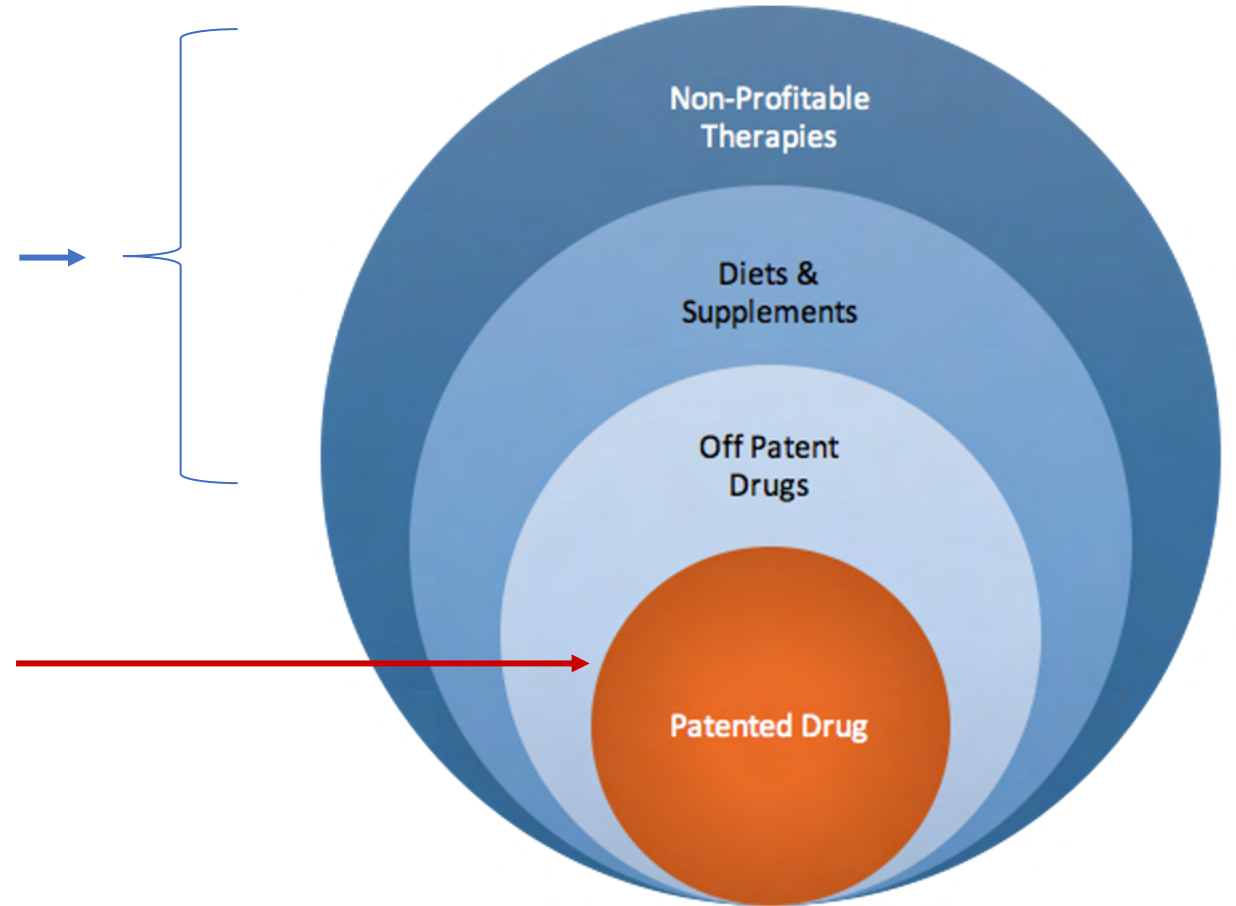 Non-Profitable
Therapies
Diets &
Supplements
Off Patent
Drugs
Patented Drug